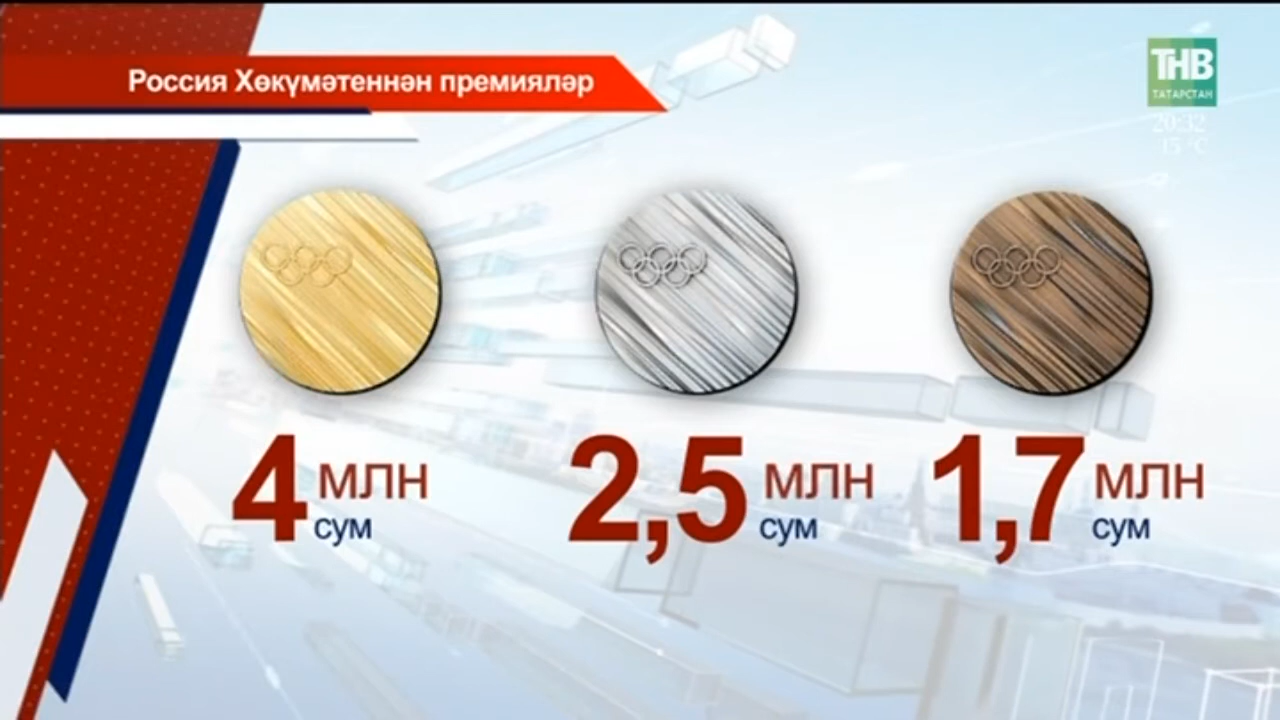 Россия Хөкүмәтеннән премияләр
ТНВ
ТАТАРСТАН
20:32
15 °C
4 МЛН
сум
2,5 МЛН
сум
1,7 МЛН
сум